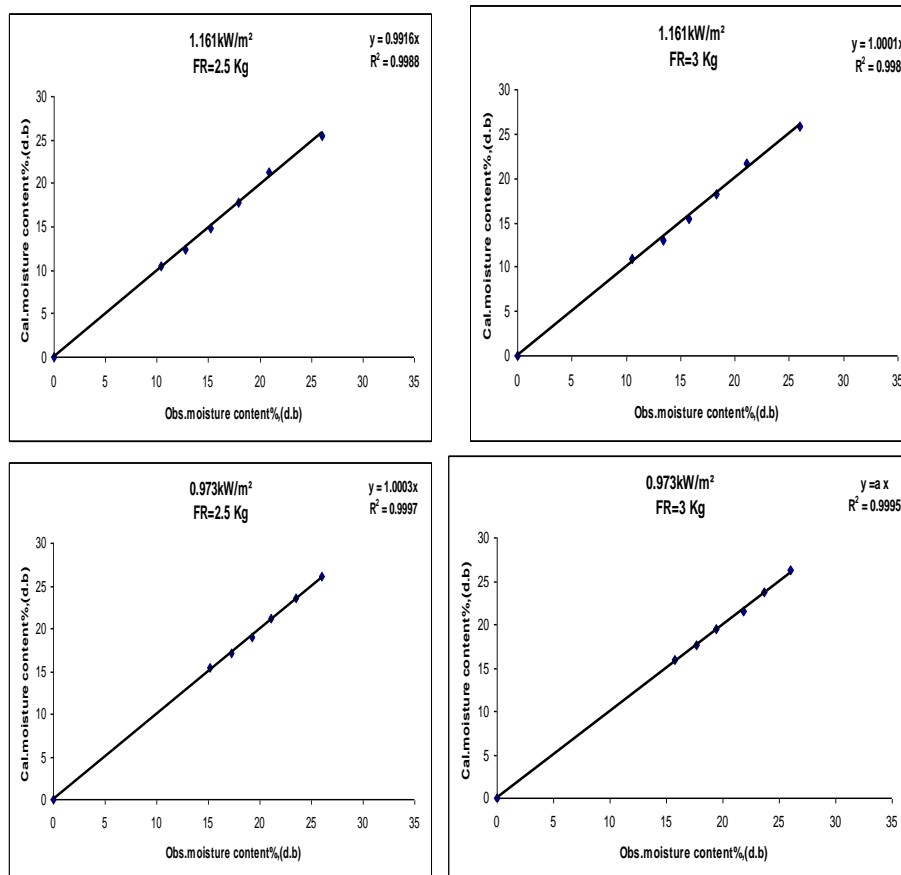 1.161kW/m²
FR=2.5 Kg
y = 0.9916x
R² = 0.9988
Cal.moisture content%,(d.b)
30
25
20
15
10
5
0
0 5 10 15 20 25 30 35
Obs.moisture content%,(d.b)
1.161kW/m²
FR=3 Kg
y = 1.0001x
R² = 0.998
Cal.moisture content%,(d.b)
30
25
20
15
10
5
0
0 5 10 15 20 25 30 35
Obs.moisture content%,(d.b)
0.973kW/m²
FR=2.5 Kg
y = 1.0003x
R² = 0.9997
Cal.moisture content%,(d.b)
30
25
20
15
10
5
0
0 5 10 15 20 25 30 35
Obs.moisture content%,(d.b)
0.973kW/m²
FR=3 Kg
y =a x
R² = 0.9995
Cal.moisture content%,(d.b)
30
25
20
15
10
5
0
0 5 10 15 20 25 30 35
Obs.moisture content%,(d.b)